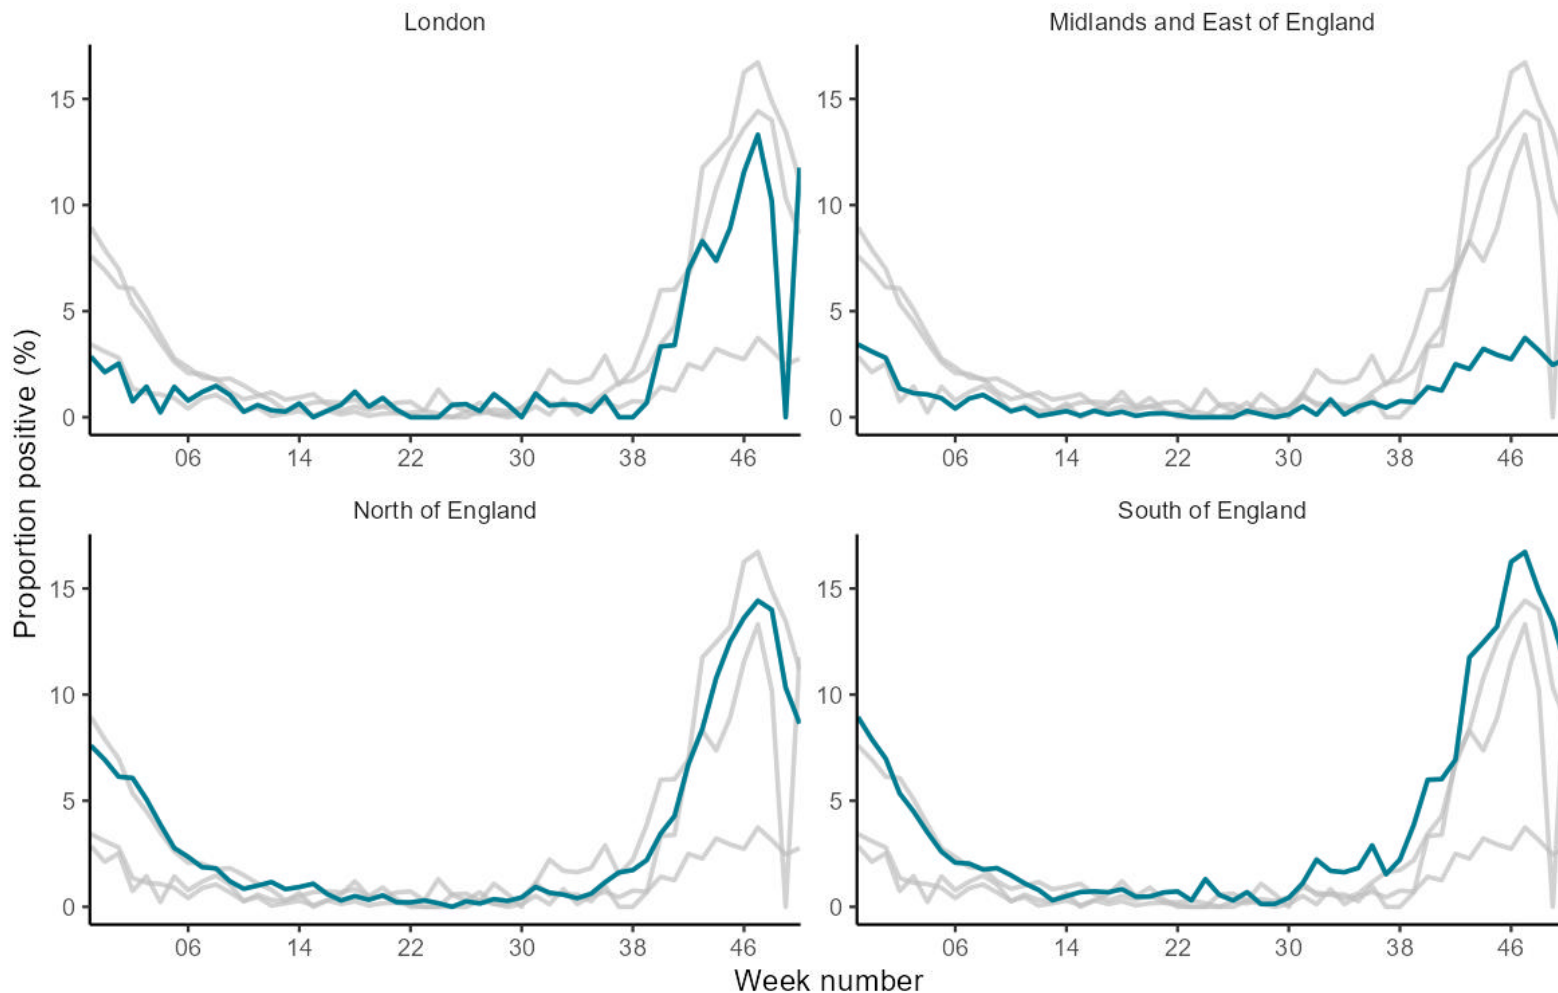 London
Midlands and East of England
15
10
5
0
06 14 22 30 38 46
15
10
5
0
06 14 22 30 38 46
North of England
South of England
15
10
5
0
06 14 22 30 38 46
15
10
5
0
06 14 22 30 38 46
Proportion positive (%)
Week number